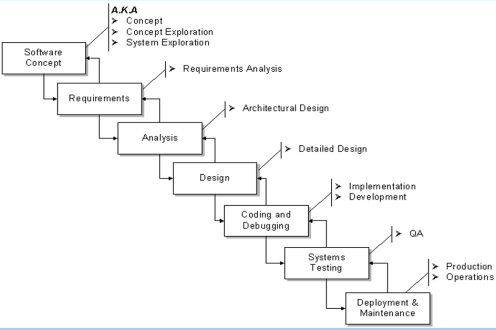 A.K.A
Concept
Concept Exploration
System Exploration
Software
Concept
Requirements Analysis
Requirements
Architectural Design
Analysis
Detailed Design
Design
Implementation
Development
Coding and
Debugging
QA
Systems
Testing
Production
Operations
Deployment &
Maintenance